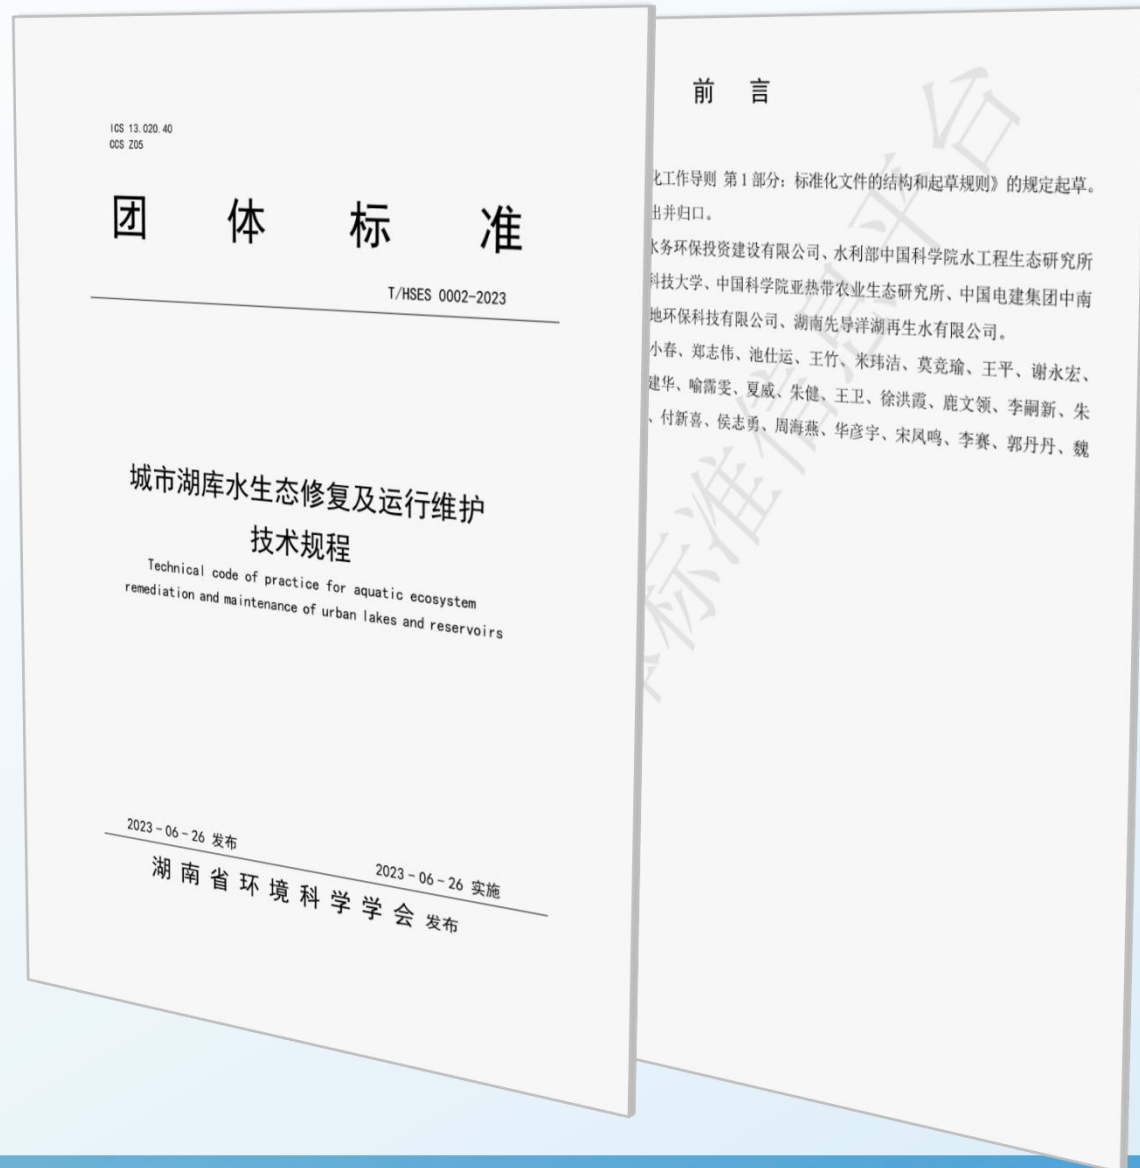 ICS 13.020.40
CCS Z05
团体标准
T/HSES 0002-2023
城市湖库水生态修复及运行维护
技术规程
Technical code of practice for aquatic ecosystem
remediation and maintenance of urban lakes and reservoirs
2023-06-26 发布
2023-06-26 实施
湖南省环境科学学会 发布
前言
化工作导则 第1部分：标准化文件的结构和起草规则》的规定起草。
出并归口。
水务环保投资建设有限公司、水利部中国科学院水工程生态研究所
科技大学、中国科学院亚热带农业生态研究所、中国电建集团中南
地环保科技有限公司、湖南先导洋湖再生水有限公司。
小春、郑志伟、池仕运、王竹、米玮洁、莫竞瑜、王平、谢永宏、
建华、喻霈雯、夏威、朱健、王卫、徐洪霞、鹿文领、李嗣新、朱
、付新喜、侯志勇、周海燕、华彦宇、宋凤鸣、李赛、郭丹丹、魏
标准信息平台